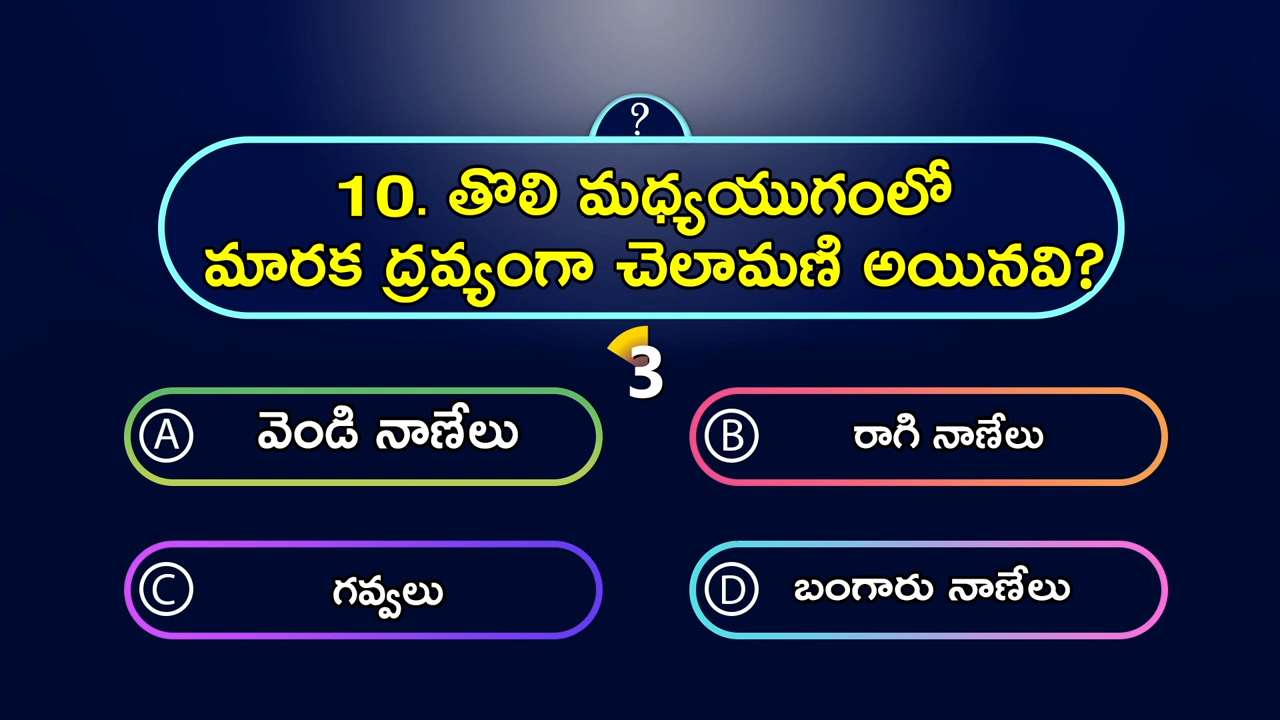 ?
10. తొలి మధ్యయుగంలో
మారక ద్రవ్యంగా చెలామణి అయినవి?
3
A వెండి నాణేలు
B రాగి నాణేలు
C గవ్వలు
D బంగారు నాణేలు